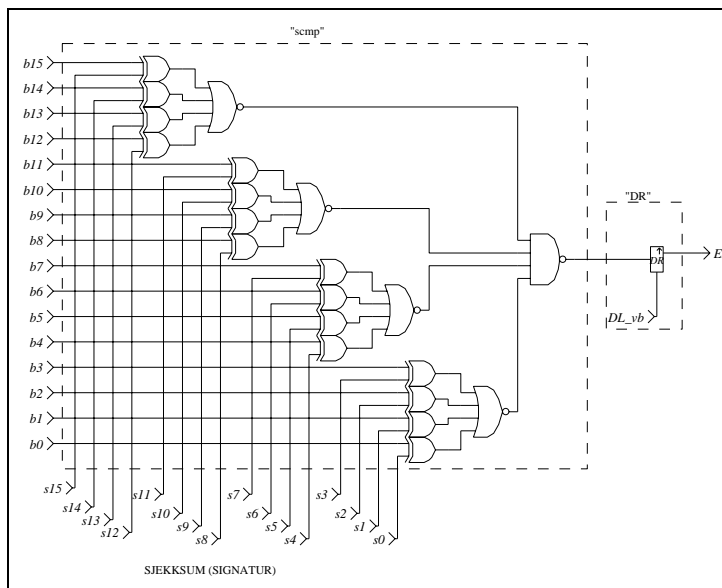 "scmp"
b15
b14
b13
b12
b11
b10
b9
b8
b7
b6
b5
b4
b3
b2
b1
b0
"DR"
DR
E
DL_vb
s15
s14
s13
s12
s11
s10
s9
s8
s7
s6
s5
s4
s3
s2
s1
s0
SJEKKSUM (SIGNATUR)